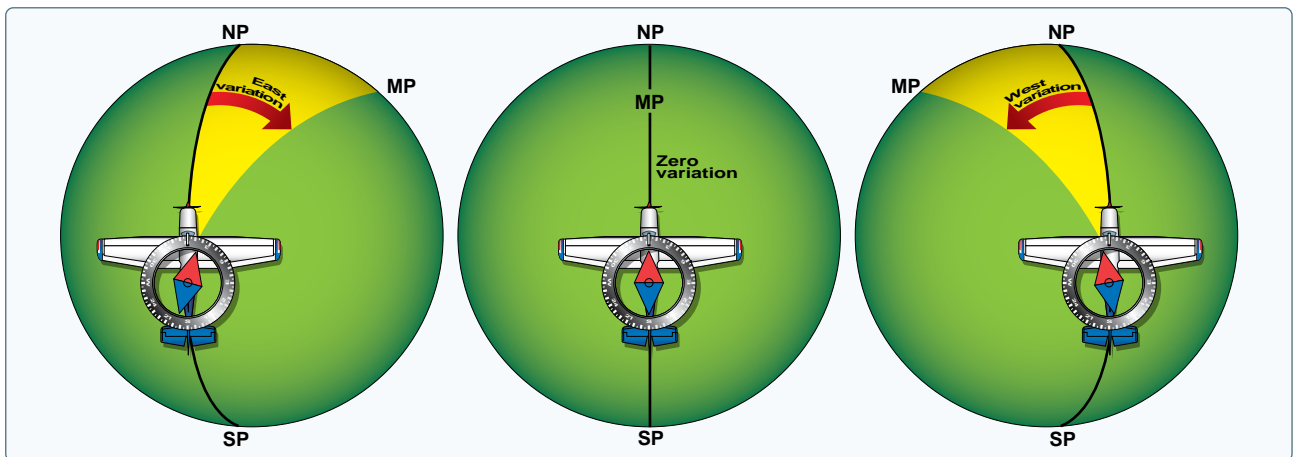 NP
MP
East
variation
SP
NP
MP
Zero
variation
SP
NP
MP
West
variation
SP